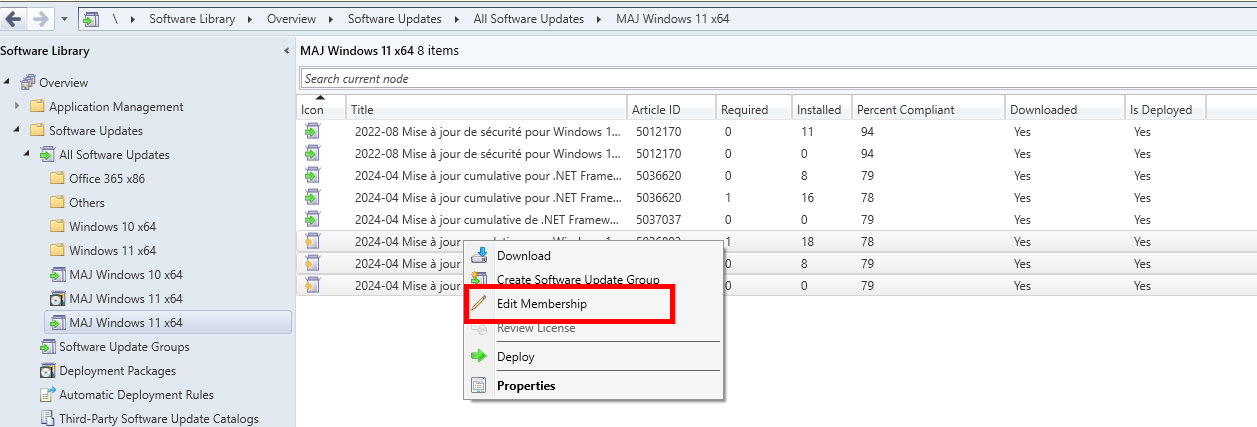 \ Software Library Overview Software Updates All Software Updates MAJ Windows 11 x64
Software Library
Overview
Application Management
Software Updates
All Software Updates
Office 365 x86
Others
Windows 10 x64
Windows 11 x64
MAJ Windows 10 x64
MAJ Windows 11 x64
MAJ Windows 11 x64
Software Update Groups
Deployment Packages
Automatic Deployment Rules
Third-Party Software Update Catalogs
MAJ Windows 11 x64 8 items
Search current node
Icon Title Article ID Required Installed Percent Compliant Downloaded Is Deployed
2022-08 Mise à jour de sécurité pour Windows 1... 5012170 0 11 94 Yes Yes
2022-08 Mise à jour de sécurité pour Windows 1... 5012170 0 0 94 Yes Yes
2024-04 Mise à jour cumulative pour .NET Frame... 5036620 0 8 79 Yes Yes
2024-04 Mise à jour cumulative pour .NET Frame... 5036620 1 16 78 Yes Yes
2024-04 Mise à jour cumulative de .NET Framew... 5037037 0 0 79 Yes Yes
2024-04 Mise à jour 1 18 78 Yes Yes
2024-04 Mise à jour 0 8 79 Yes Yes
2024-04 Mise à jour 0 0 79 Yes Yes
Download
Create Software Update Group
Edit Membership
Review License
Deploy
Properties